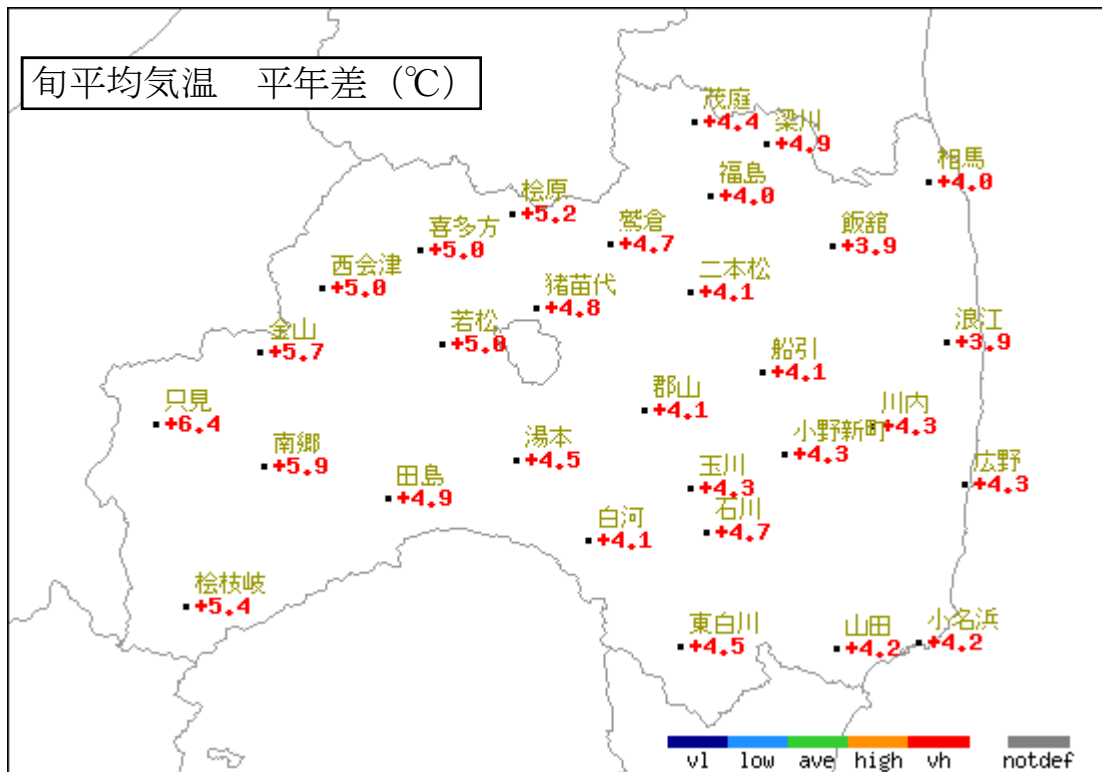 旬平均気温　平年差（℃）
茂庭
+4.4
梁川
+4.9
相馬
+4.0
福島
+4.0
桧原
+5.2
鷲倉
+4.7
飯舘
+3.9
喜多方
+5.0
西会津
+5.0
二本松
+4.1
猪苗代
+4.8
若松
+5.0
浪江
+3.9
金山
+5.7
船引
+4.1
只見
+6.4
郡山
+4.1
川内
+4.3
小野新町
+4.3
南郷
+5.9
湯本
+4.5
広野
+4.3
田島
+4.9
玉川
+4.3
石川
+4.7
白河
+4.1
桧枝岐
+5.4
東白川
+4.5
山田
+4.2
小名浜
+4.2
vl low ave high vh notdef